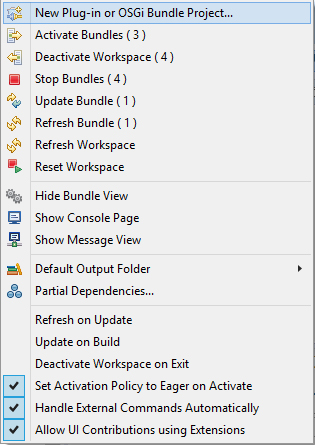 New Plug-in or OSGi Bundle Project...
Activate Bundles ( 3 )
Deactivate Workspace ( 4 )
Stop Bundles ( 4 )
Update Bundle ( 1 )
Refresh Bundle ( 1 )
Refresh Workspace
Reset Workspace
Hide Bundle View
Show Console Page
Show Message View
Default Output Folder
Partial Dependencies...
Refresh on Update
Update on Build
Deactivate Workspace on Exit
Set Activation Policy to Eager on Activate
Handle External Commands Automatically
Allow UI Contributions using Extensions